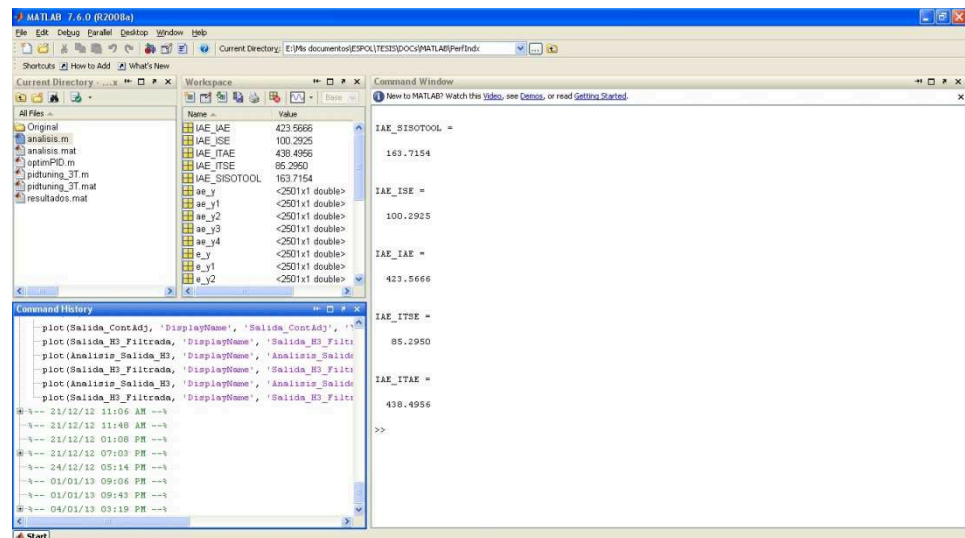 MATLAB 7.6.0 (R2008a)
File Edit Debug Parallel Desktop Window Help
Current Directory: E:\Mis documentos\ESPOL\TESIS\DOCs\MATLAB\PerfIndx
Shortcuts How to Add What's New
Current Directory - ...x
All Files
Original
analisis.m
analisis.mat
optimPID.m
pidtuning_3T.m
pidtuning_3T.mat
resultados.mat
Workspace
Base
Name Value
IAE_IAE 423.5666
IAE_ISE 100.2925
IAE_ITAE 438.4956
IAE_ITSE 85.2950
IAE_SISOTOOL 163.7154
ae_y <2501x1 double>
ae_y1 <2501x1 double>
ae_y2 <2501x1 double>
ae_y3 <2501x1 double>
ae_y4 <2501x1 double>
e_y <2501x1 double>
e_y1 <2501x1 double>
e_y2 <2501x1 double>
Command History
plot(Salida_ContAdj, 'DisplayName', 'Salida_ContAdj', '
plot(Salida_H3_Filtrada, 'DisplayName', 'Salida_H3_Filt
plot(Analisis_Salida_H3, 'DisplayName', 'Analisis_Salid
plot(Salida_H3_Filtrada, 'DisplayName', 'Salida_H3_Filt
plot(Analisis_Salida_H3, 'DisplayName', 'Analisis_Salid
plot(Salida_H3_Filtrada, 'DisplayName', 'Salida_H3_Filt
%-- 21/12/12 11:06 AM --%
%-- 21/12/12 11:48 AM --%
%-- 21/12/12 01:08 PM --%
%-- 21/12/12 07:03 PM --%
%-- 24/12/12 05:14 PM --%
%-- 01/01/13 09:06 PM --%
%-- 01/01/13 09:43 PM --%
%-- 04/01/13 03:19 PM --%
Command Window
New to MATLAB? Watch this Video, see Demos, or read Getting Started.
IAE_SISOTOOL =
163.7154
IAE_ISE =
100.2925
IAE_IAE =
423.5666
IAE_ITSE =
85.2950
IAE_ITAE =
438.4956
>>
Start